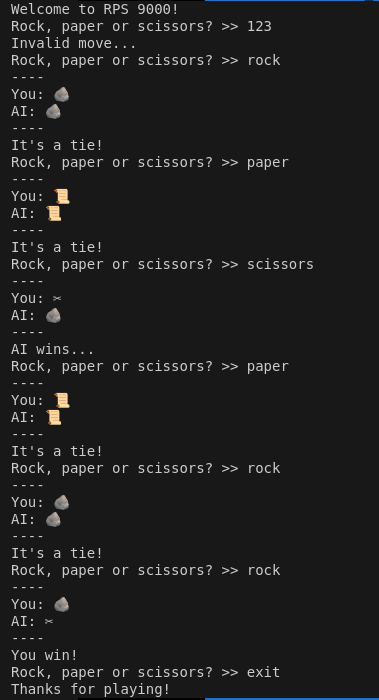 Welcome to RPS 9000!
Rock, paper or scissors? >> 123
Invalid move...
Rock, paper or scissors? >> rock
----
You: 🪨
AI: 🪨
----
It's a tie!
Rock, paper or scissors? >> paper
----
You: 📜
AI: 📜
----
It's a tie!
Rock, paper or scissors? >> scissors
----
You: ✂
AI: 🪨
----
AI wins...
Rock, paper or scissors? >> paper
----
You: 📜
AI: 📜
----
It's a tie!
Rock, paper or scissors? >> rock
----
You: 🪨
AI: 🪨
----
It's a tie!
Rock, paper or scissors? >> rock
----
You: 🪨
AI: ✂
----
You win!
Rock, paper or scissors? >> exit
Thanks for playing!